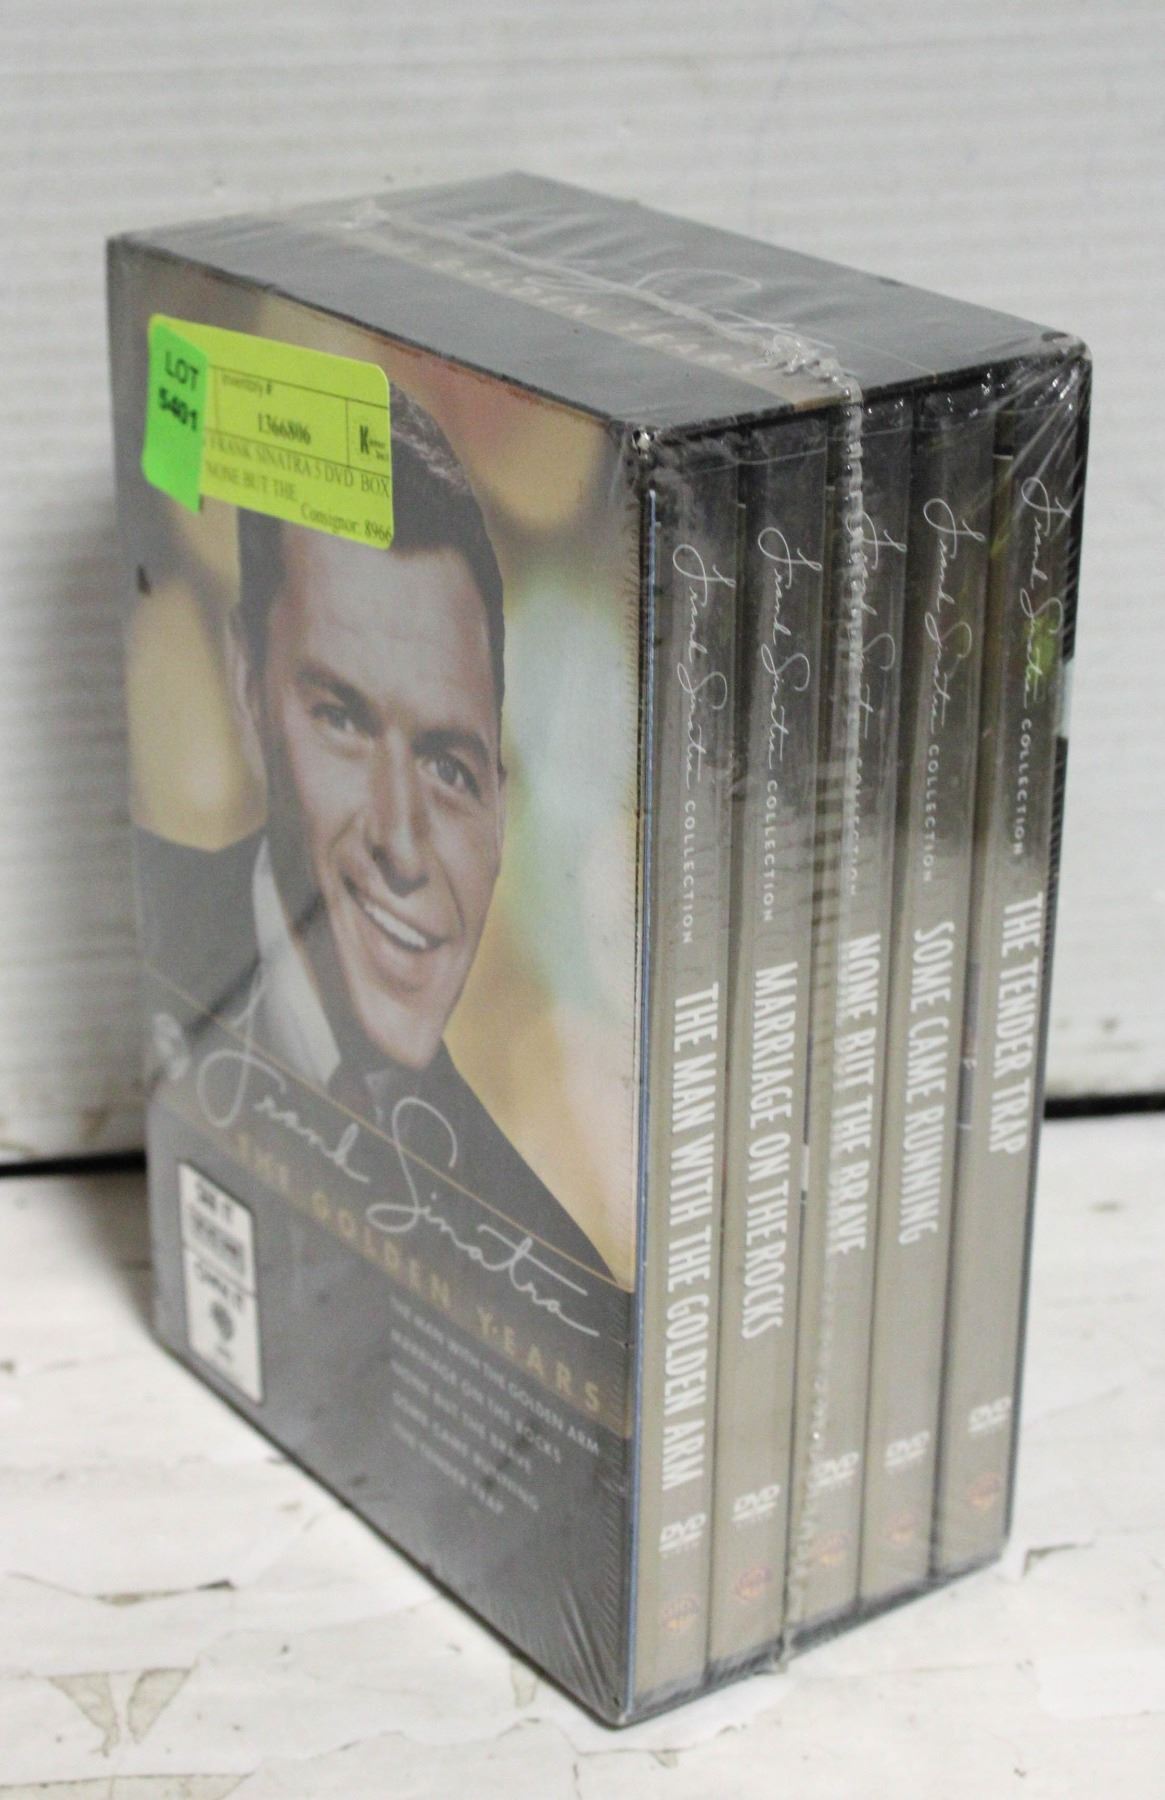 GOLDEN YEARS
LOT
5401
Inventory #
1366806
FRANK SINATRA 5 DVD BOX
NONE BUT THE
Consignor: 8966
Frank Sinatra
THE GOLDEN YEARS
THE MAN WITH THE GOLDEN ARM
MARRIAGE ON THE ROCKS
NONE BUT THE BRAVE
SOME CAME RUNNING
THE TENDER TRAP
Frank Sinatra COLLECTION THE MAN WITH THE GOLDEN ARM DVD
Frank Sinatra COLLECTION MARRIAGE ON THE ROCKS DVD
Frank Sinatra COLLECTION NONE BUT THE BRAVE DVD
Frank Sinatra COLLECTION SOME CAME RUNNING DVD
Frank Sinatra COLLECTION THE TENDER TRAP DVD